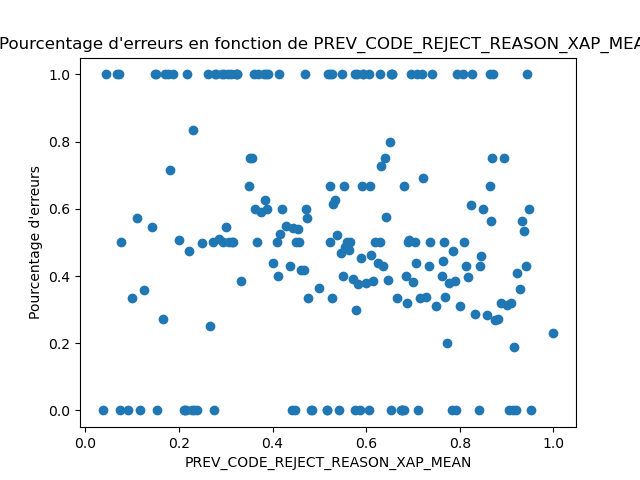 Pourcentage d'erreurs en fonction de PREV_CODE_REJECT_REASON_XAP_MEA
1.0
0.8
0.6
0.4
0.2
0.0
Pourcentage d'erreurs
0.0 0.2 0.4 0.6 0.8 1.0
PREV_CODE_REJECT_REASON_XAP_MEAN